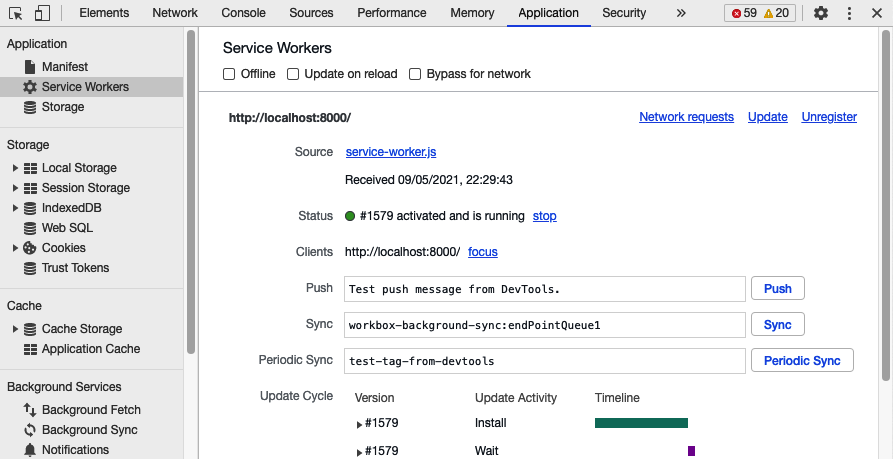 Elements Network Console Sources Performance Memory Application Security » 59 20
Application
Manifest
Service Workers
Storage
Storage
Local Storage
Session Storage
IndexedDB
Web SQL
Cookies
Trust Tokens
Cache
Cache Storage
Application Cache
Background Services
Background Fetch
Background Sync
Notifications
Service Workers
Offline Update on reload Bypass for network
http://localhost:8000/ Network requests Update Unregister
Source service-worker.js
Received 09/05/2021, 22:29:43
Status #1579 activated and is running stop
Clients http://localhost:8000/ focus
Push Test push message from DevTools. Push
Sync workbox-background-sync:endPointQueue1 Sync
Periodic Sync test-tag-from-devtools Periodic Sync
Update Cycle Version Update Activity Timeline
#1579 Install
#1579 Wait